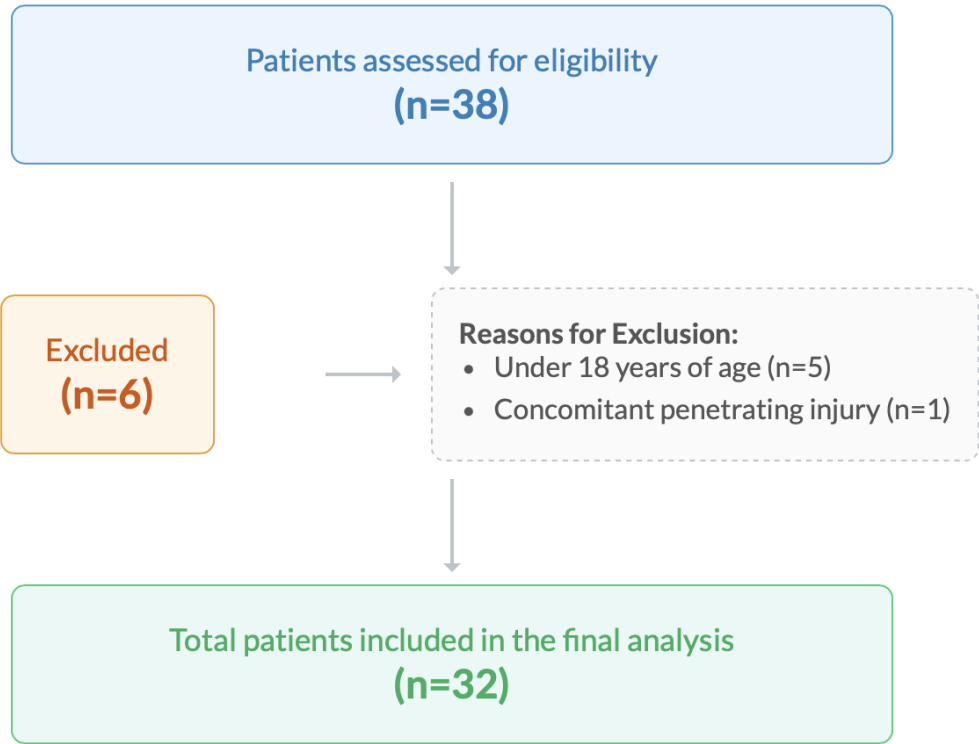 Patients assessed for eligibility
(n=38)
Excluded
(n=6)
Reasons for Exclusion:
• Under 18 years of age (n=5)
• Concomitant penetrating injury (n=1)
Total patients included in the final analysis
(n=32)